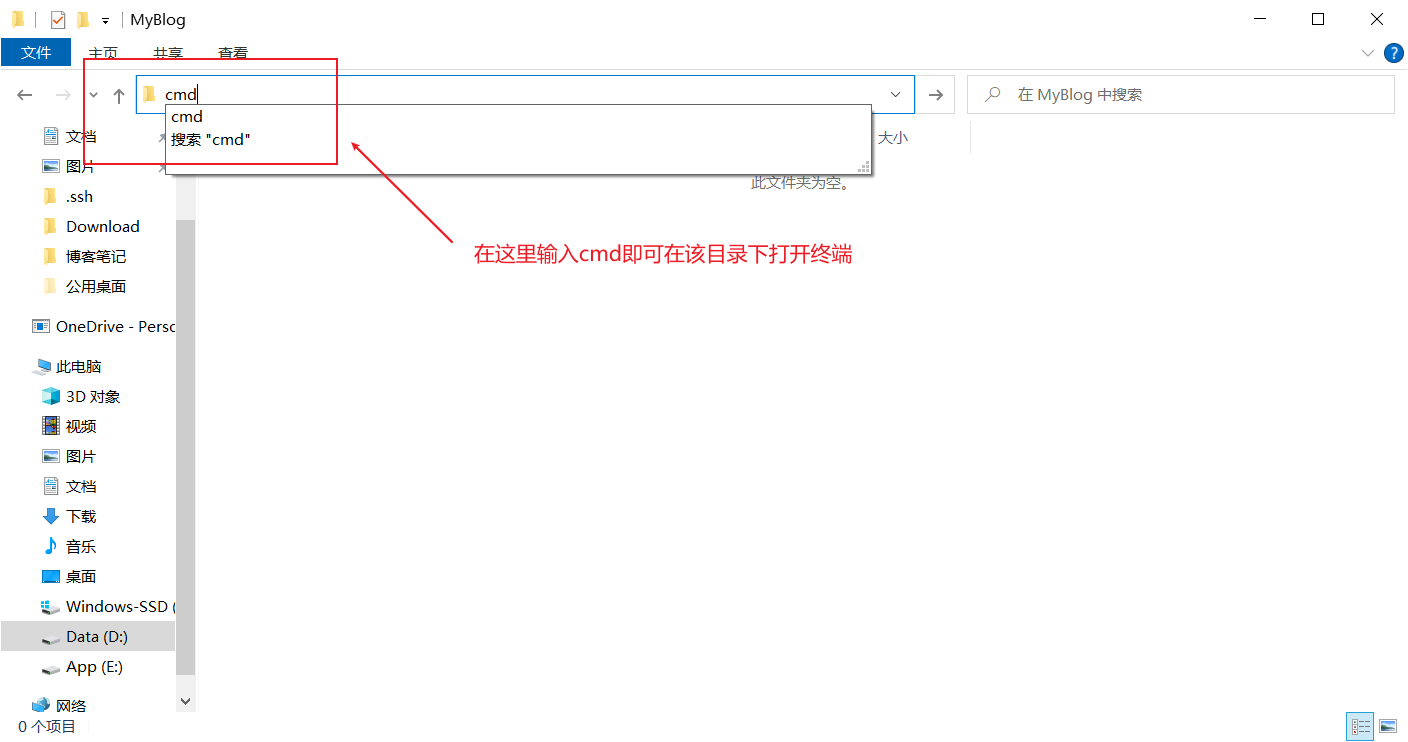 MyBlog
文件 主页 共享 查看
cmd
在 MyBlog 中搜索
cmd
搜索 "cmd"
大小
此文件夹为空。
文档
图片
.ssh
Download
博客笔记
公用桌面
在这里输入cmd即可在该目录下打开终端
OneDrive - Perso
此电脑
3D 对象
视频
图片
文档
下载
音乐
桌面
Windows-SSD (
Data (D:)
App (E:)
网络
0 个项目